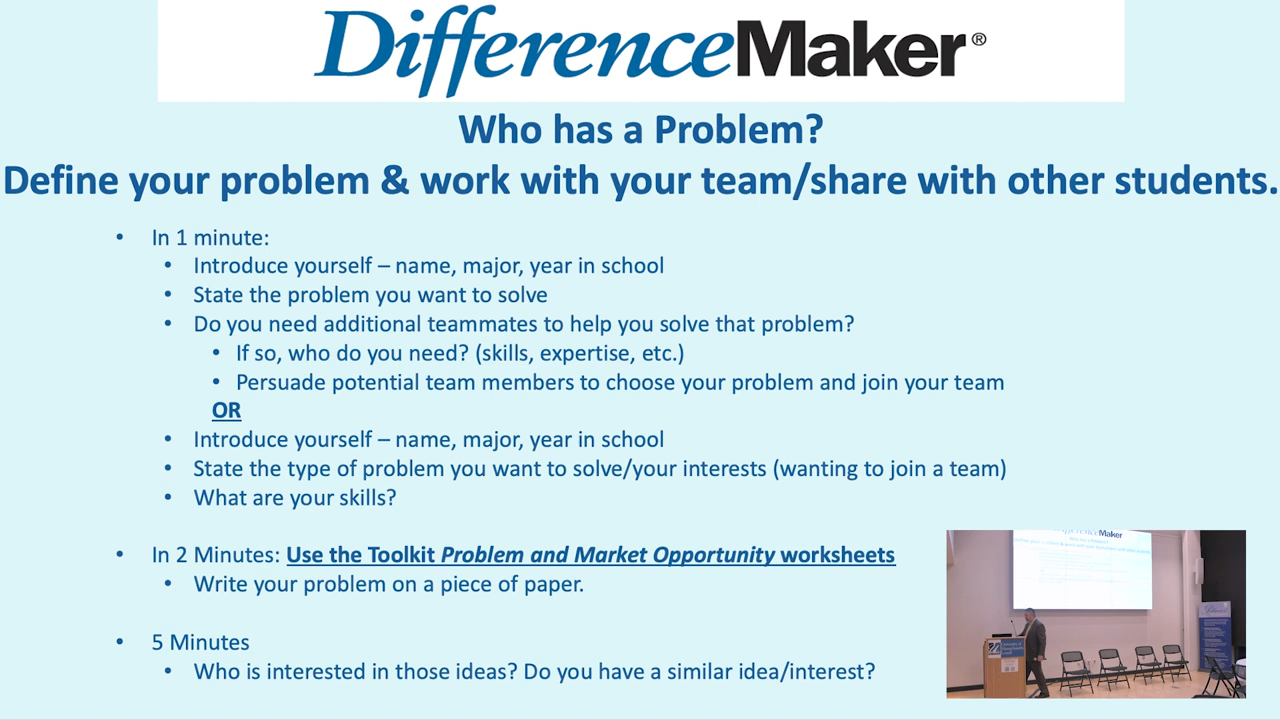 DifferenceMaker®
Who has a Problem?
Define your problem & work with your team/share with other students.
• In 1 minute:
• Introduce yourself – name, major, year in school
• State the problem you want to solve
• Do you need additional teammates to help you solve that problem?
• If so, who do you need? (skills, expertise, etc.)
• Persuade potential team members to choose your problem and join your team
OR
• Introduce yourself – name, major, year in school
• State the type of problem you want to solve/your interests (wanting to join a team)
• What are your skills?
• In 2 Minutes: Use the Toolkit Problem and Market Opportunity worksheets
• Write your problem on a piece of paper.
• 5 Minutes
• Who is interested in those ideas? Do you have a similar idea/interest?